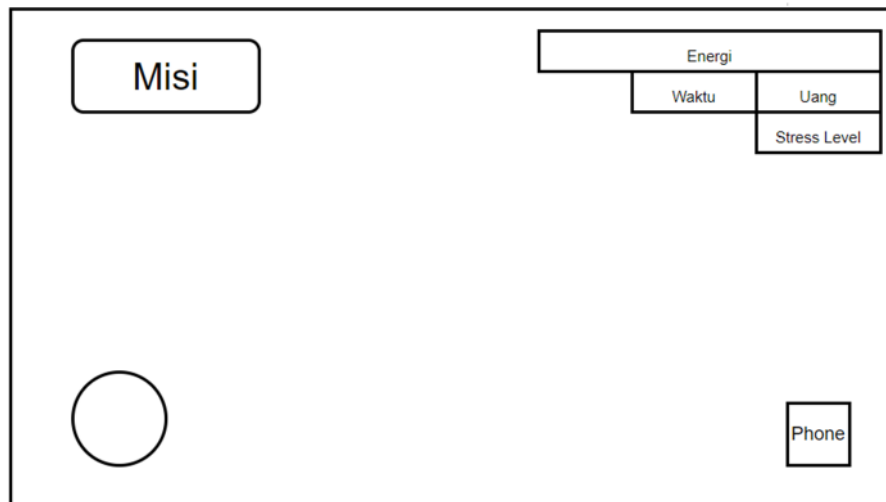 Misi
Energi
Waktu
Uang
Stress Level
Phone